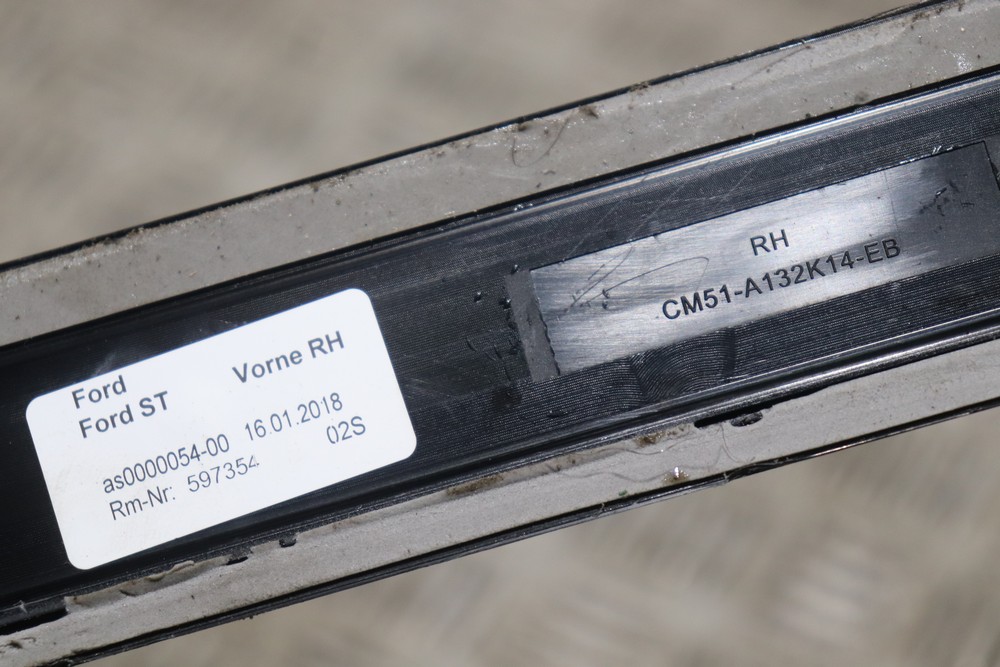 Ford
Ford ST Vorne RH
as0000054-00 16.01.2018
Rm-Nr: 597354 02S
RH
CM51-A132K14-EB